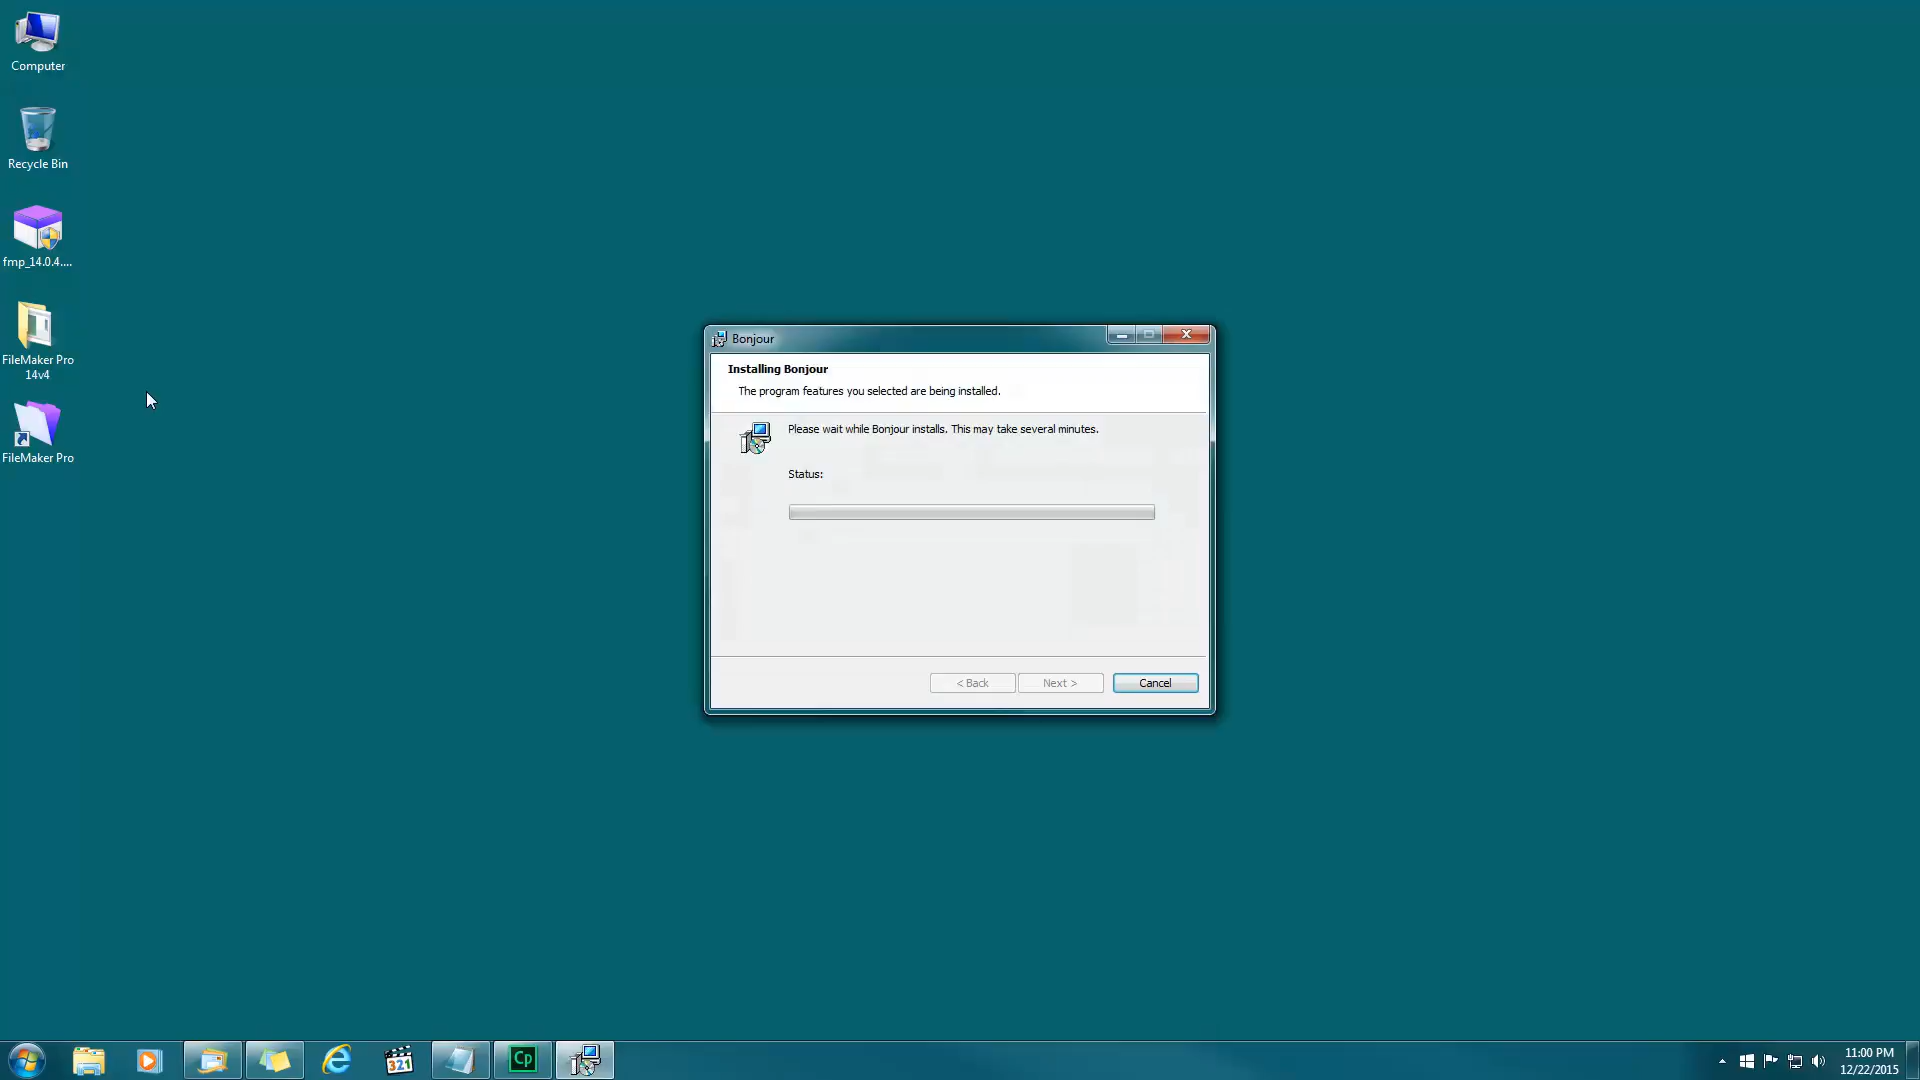 Computer
Recycle Bin
fmp_14.0.4....
FileMaker Pro
14v4
FileMaker Pro
Bonjour
Installing Bonjour
The program features you selected are being installed.
Please wait while Bonjour installs. This may take several minutes.
Status:
< Back
Next >
Cancel
321
Cp
11:00 PM
12/22/2015